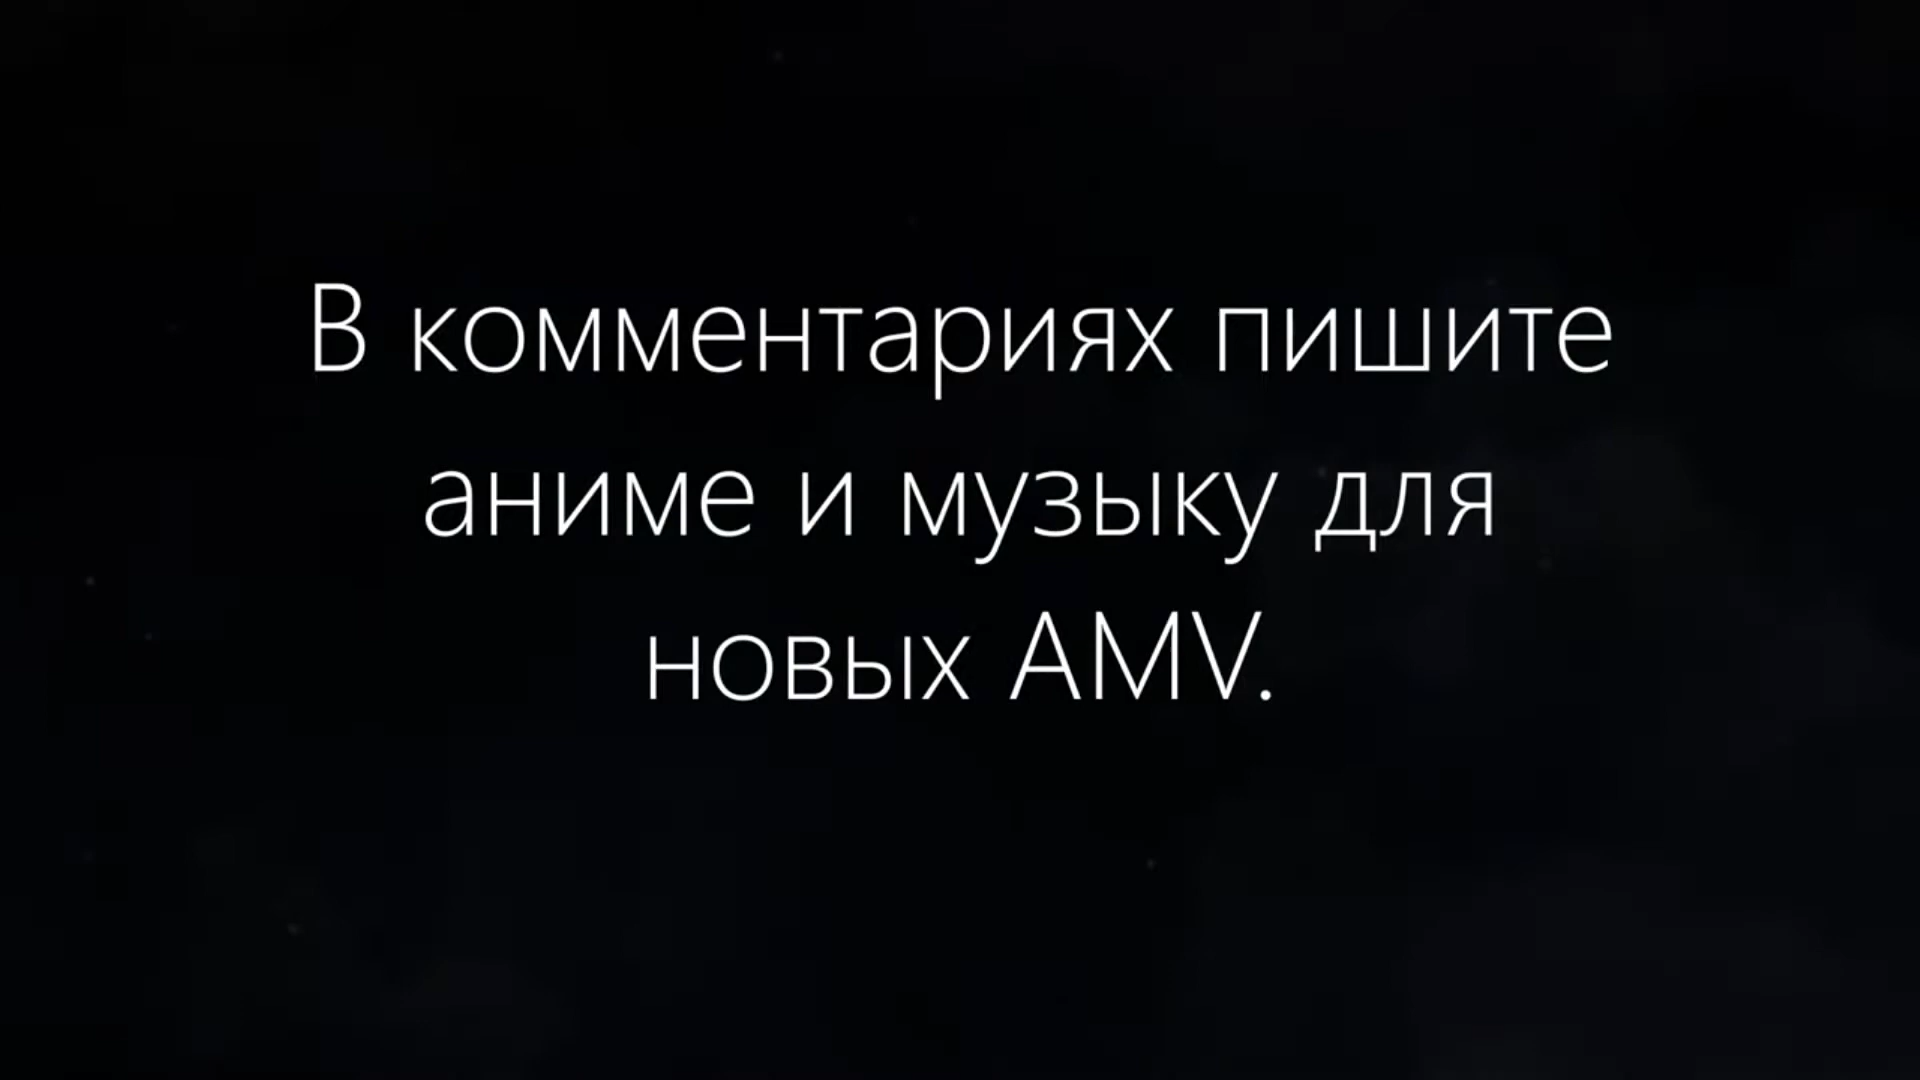 В комментариях пишите
аниме и музыку для
новых AMV.